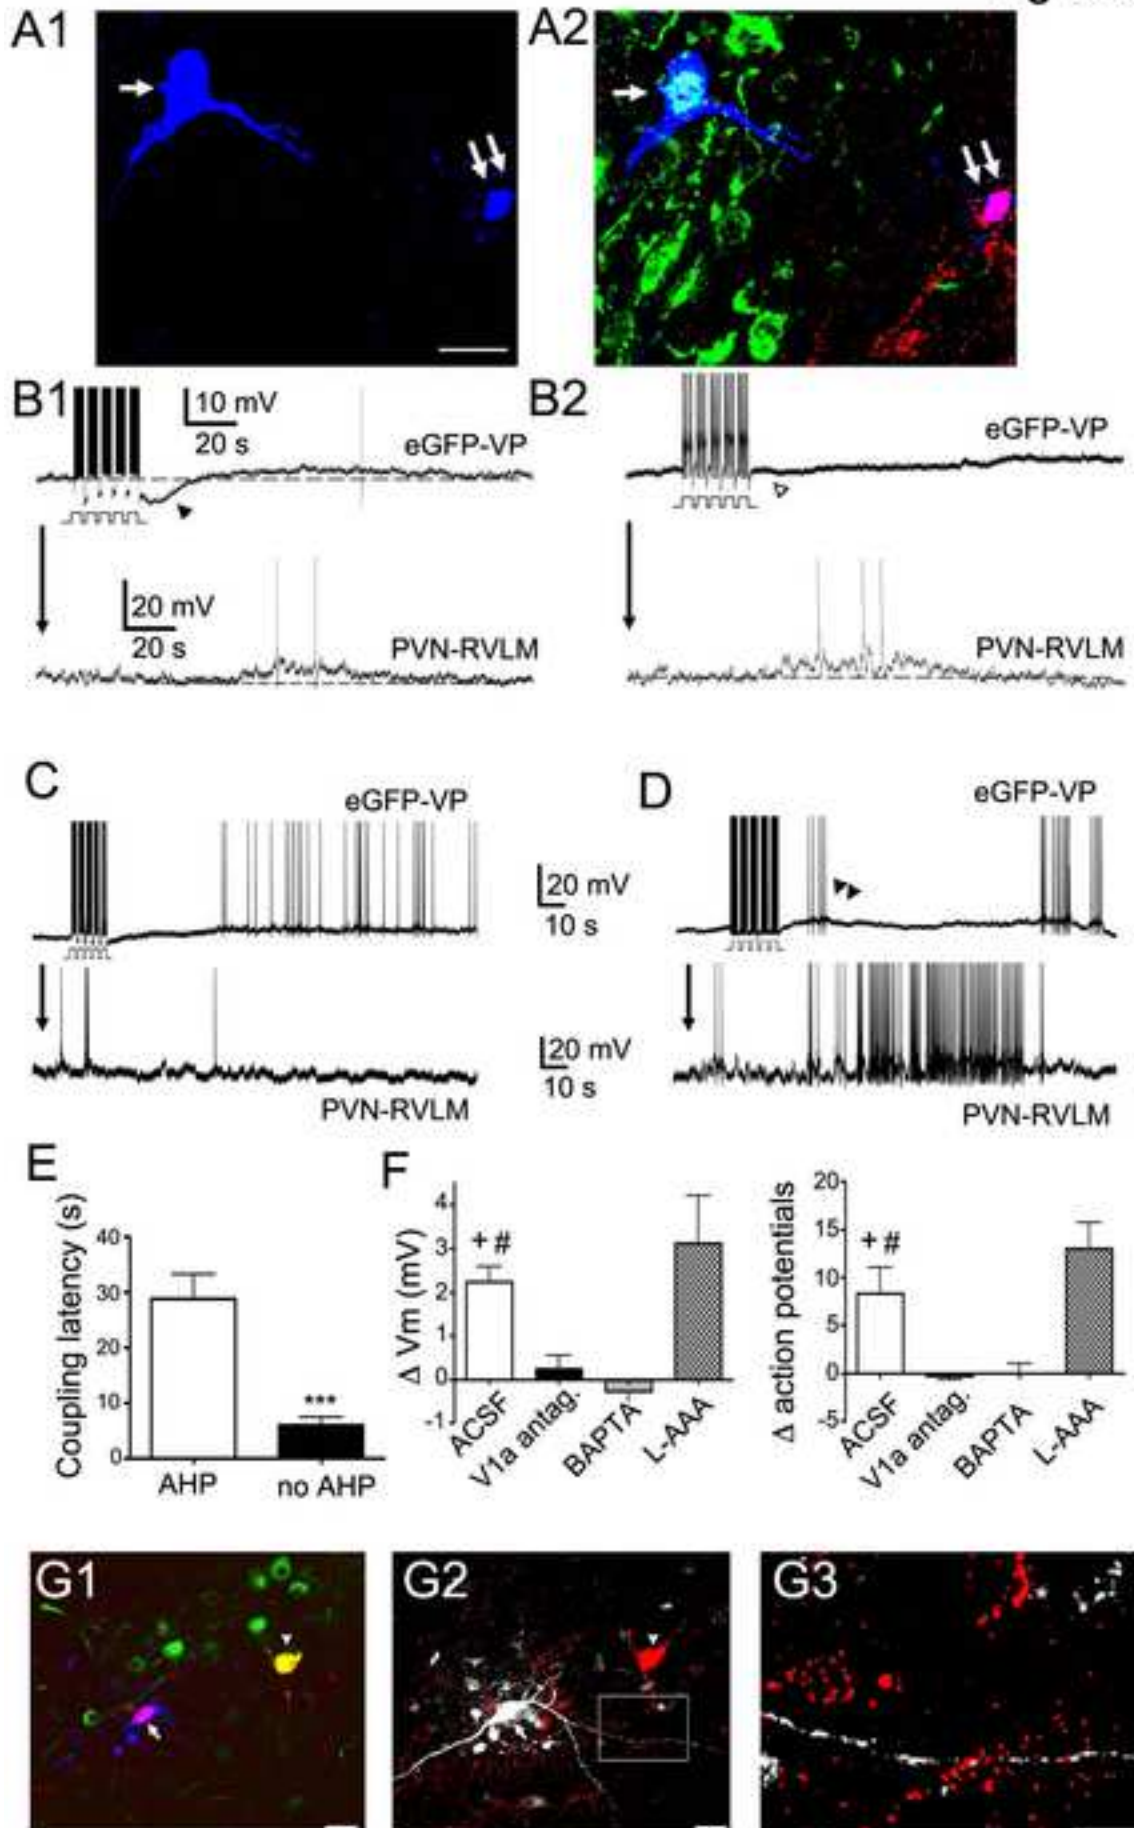 A1
A2
B1
10 mV
20 s
eGFP-VP
20 mV
20 s
PVN-RVLM
B2
eGFP-VP
PVN-RVLM
C
eGFP-VP
PVN-RVLM
20 mV
10 s
20 mV
10 s
D
eGFP-VP
PVN-RVLM
E
Coupling latency (s)
40
30
20
10
0
***
AHP
no AHP
F
Δ Vm (mV)
4
3
2
1
0
-1
+ #
ACSF
V1a antag.
BAPTA
L-AAA
Δ action potentials
20
15
10
5
0
-5
+ #
ACSF
V1a antag.
BAPTA
L-AAA
G1
G2
G3